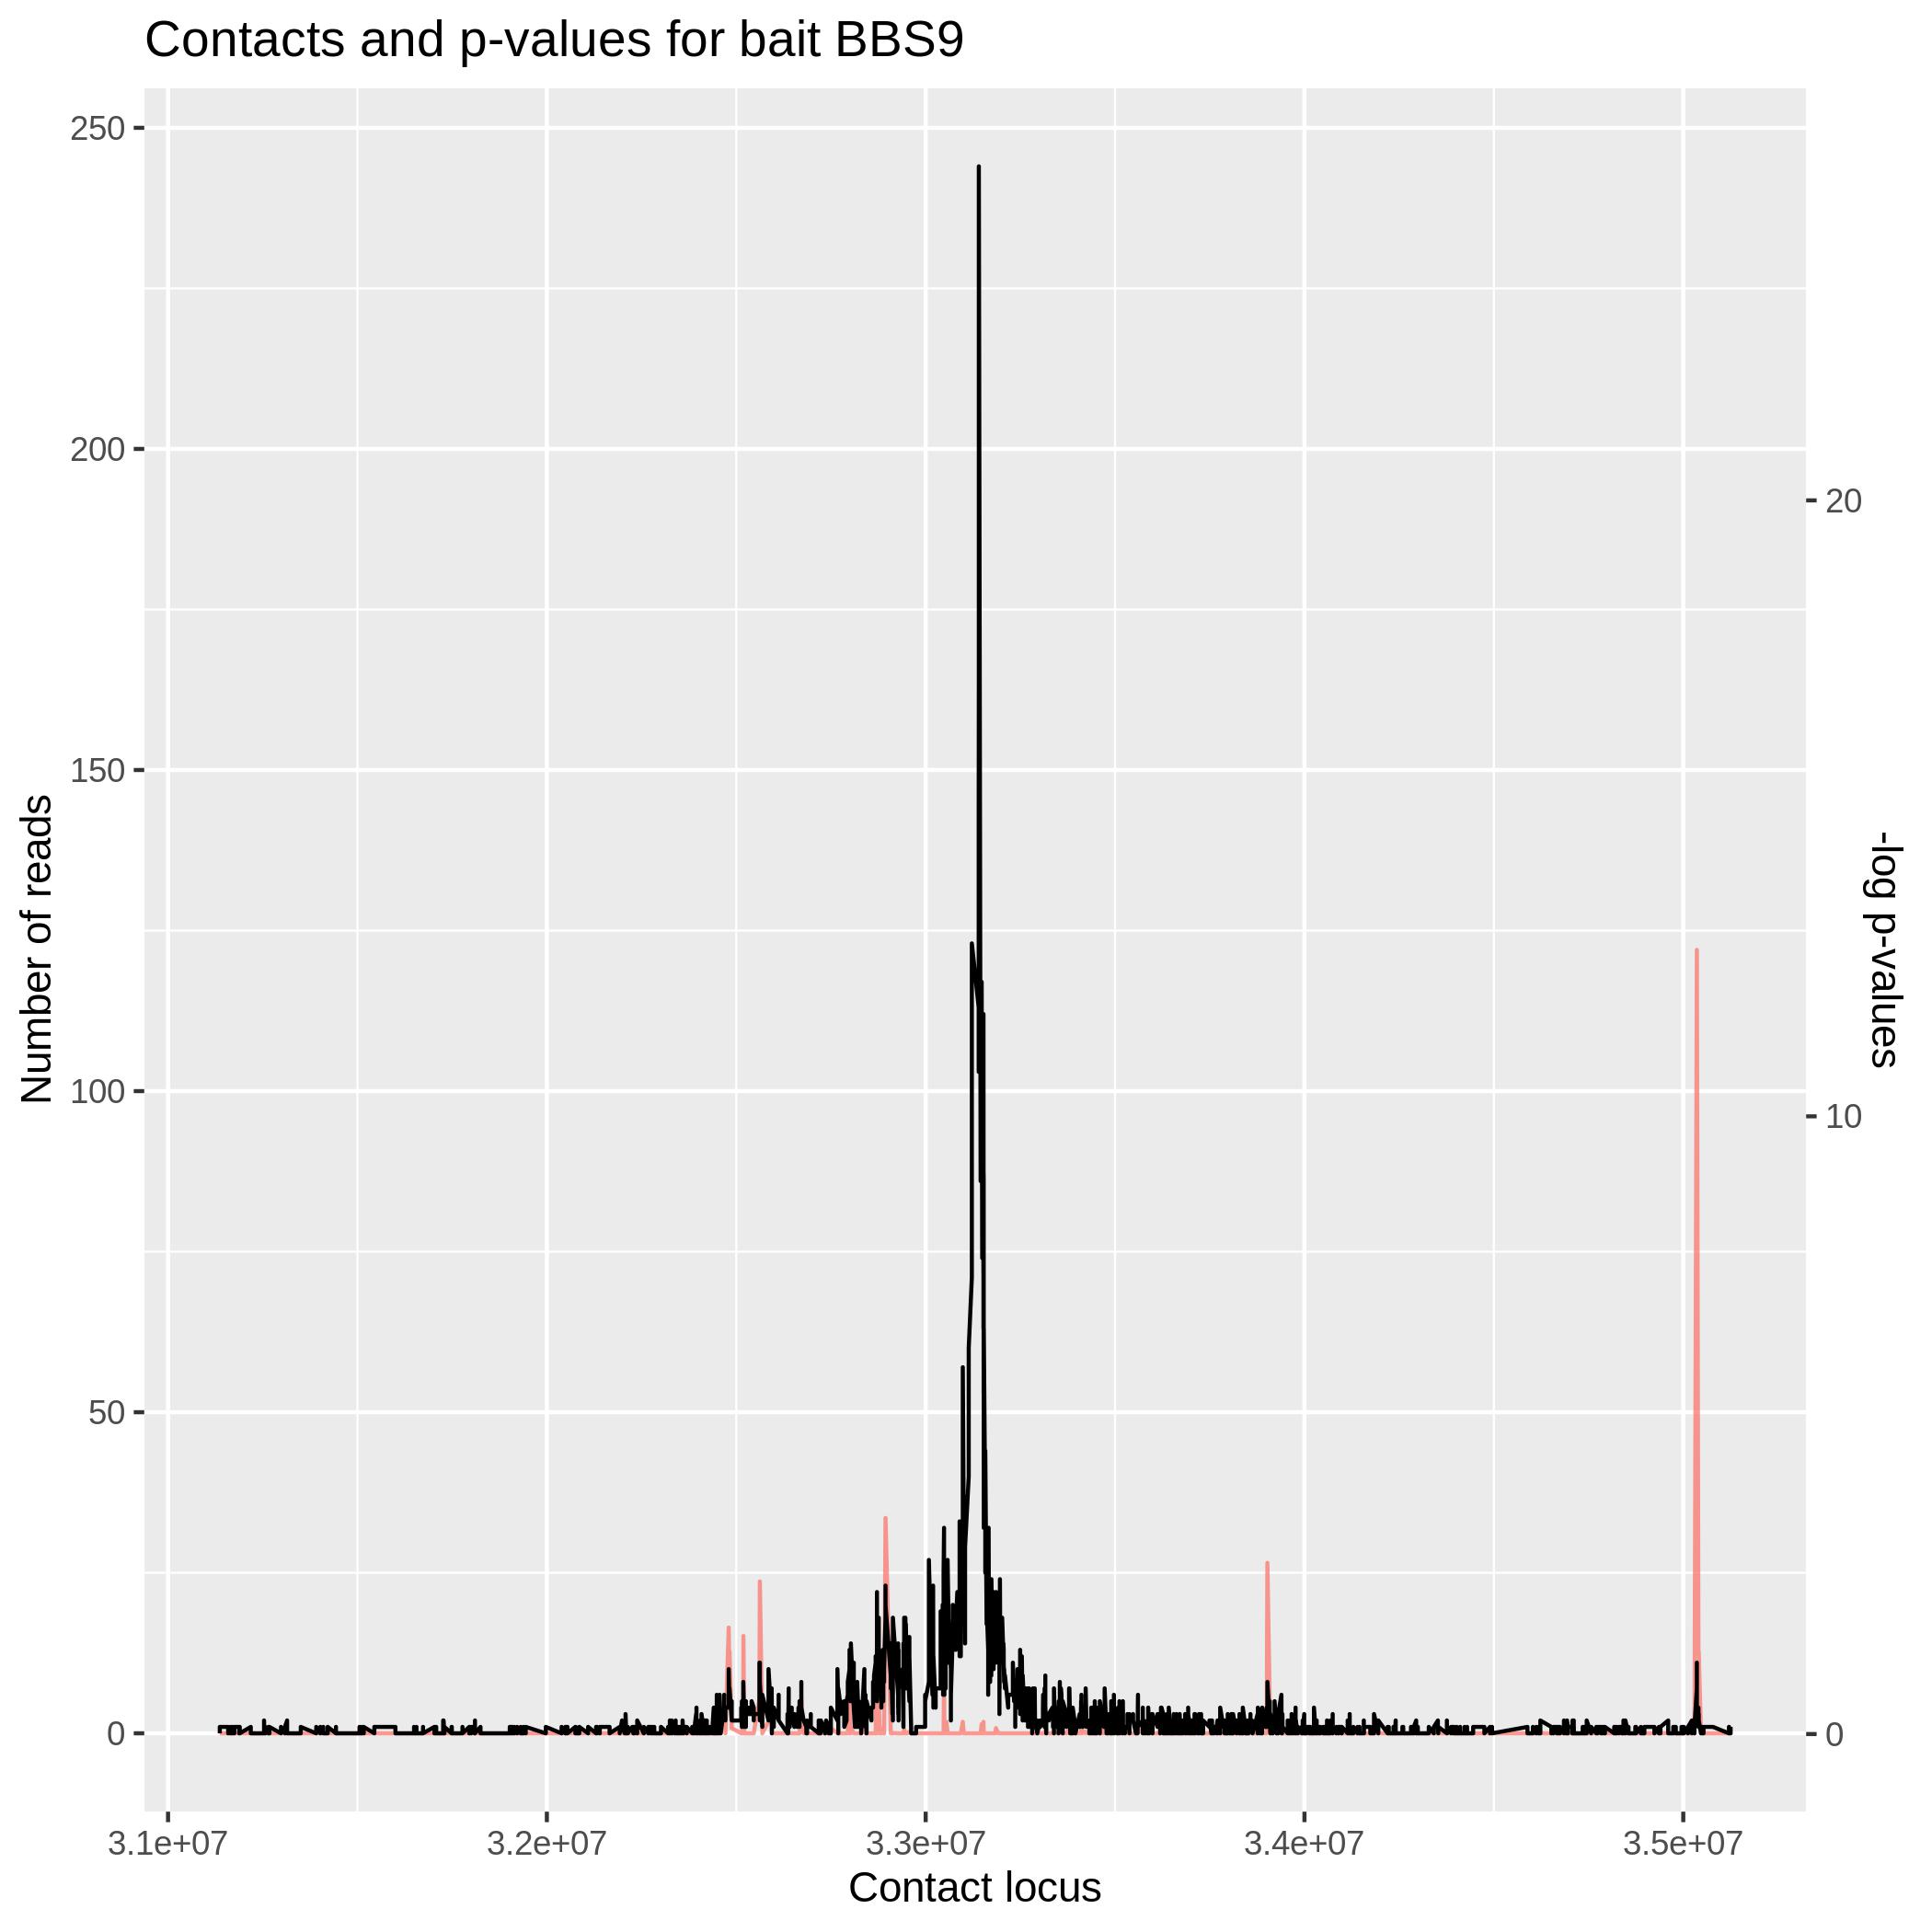 Contacts and p-values for bait BBS9
250
200
150
100
50
0
Number of reads
20
10
0
-log p-values
3.1e+07
3.2e+07
3.3e+07
3.4e+07
3.5e+07
Contact locus